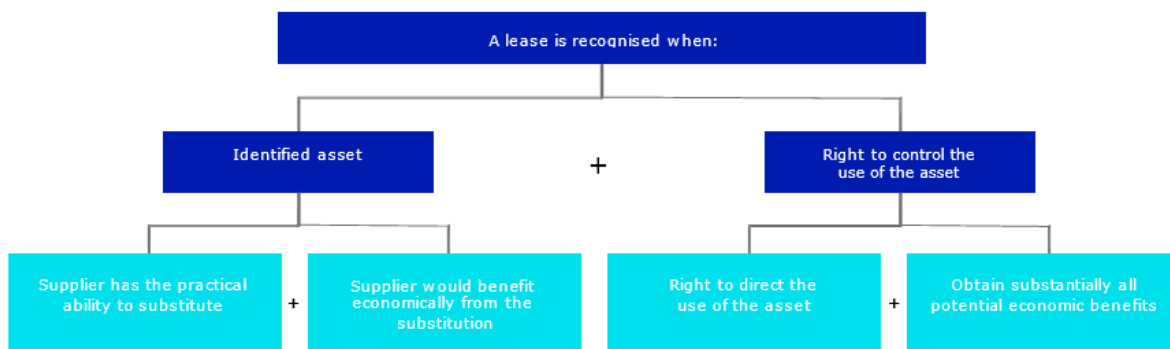 A lease is recognised when:
Identified asset
+
Right to control the
use of the asset
Supplier has the practical
ability to substitute
+
Supplier would benefit
economically from the
substitution
Right to direct the
use of the asset
+
Obtain substantially all
potential economic benefits